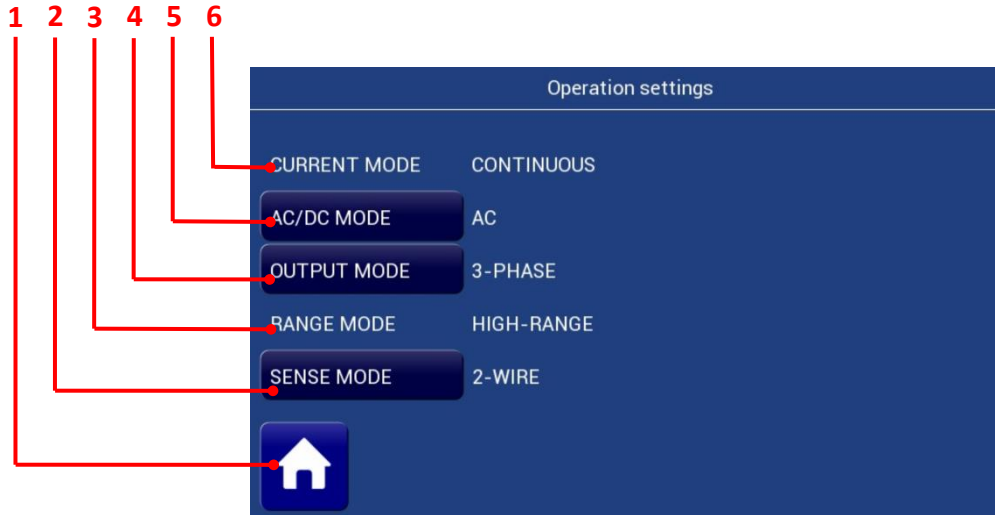 1 2 3 4 5 6
Operation settings
CURRENT MODE CONTINUOUS
AC/DC MODE AC
OUTPUT MODE 3-PHASE
RANGE MODE HIGH-RANGE
SENSE MODE 2-WIRE